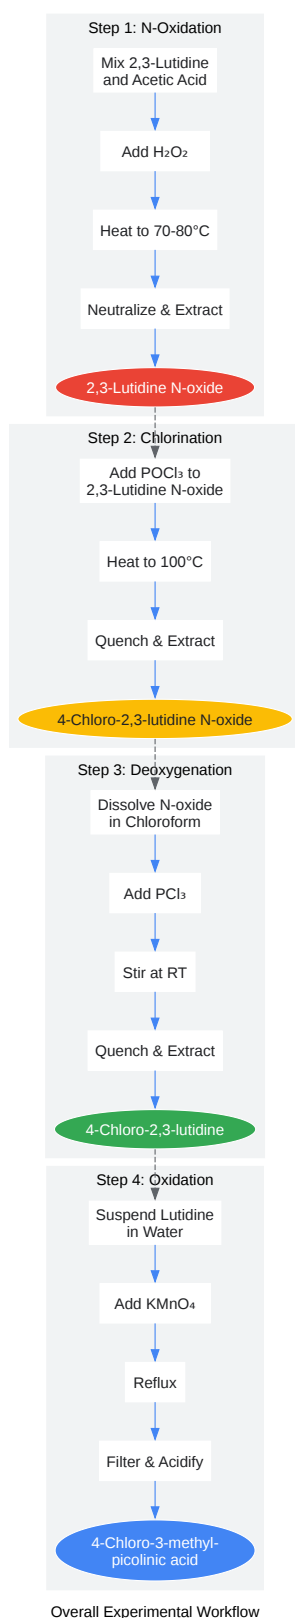 Step 1: N-Oxidation
Mix 2,3-Lutidine
and Acetic Acid
Add H₂O₂
Heat to 70-80°C
Neutralize & Extract
2,3-Lutidine N-oxide
Step 2: Chlorination
Add POCl₃ to
2,3-Lutidine N-oxide
Heat to 100°C
Quench & Extract
4-Chloro-2,3-lutidine N-oxide
Step 3: Deoxygenation
Dissolve N-oxide
in Chloroform
Add PCl₃
Stir at RT
Quench & Extract
4-Chloro-2,3-lutidine
Step 4: Oxidation
Suspend Lutidine
in Water
Add KMnO₄
Reflux
Filter & Acidify
4-Chloro-3-methyl-
picolinic acid
Overall Experimental Workflow